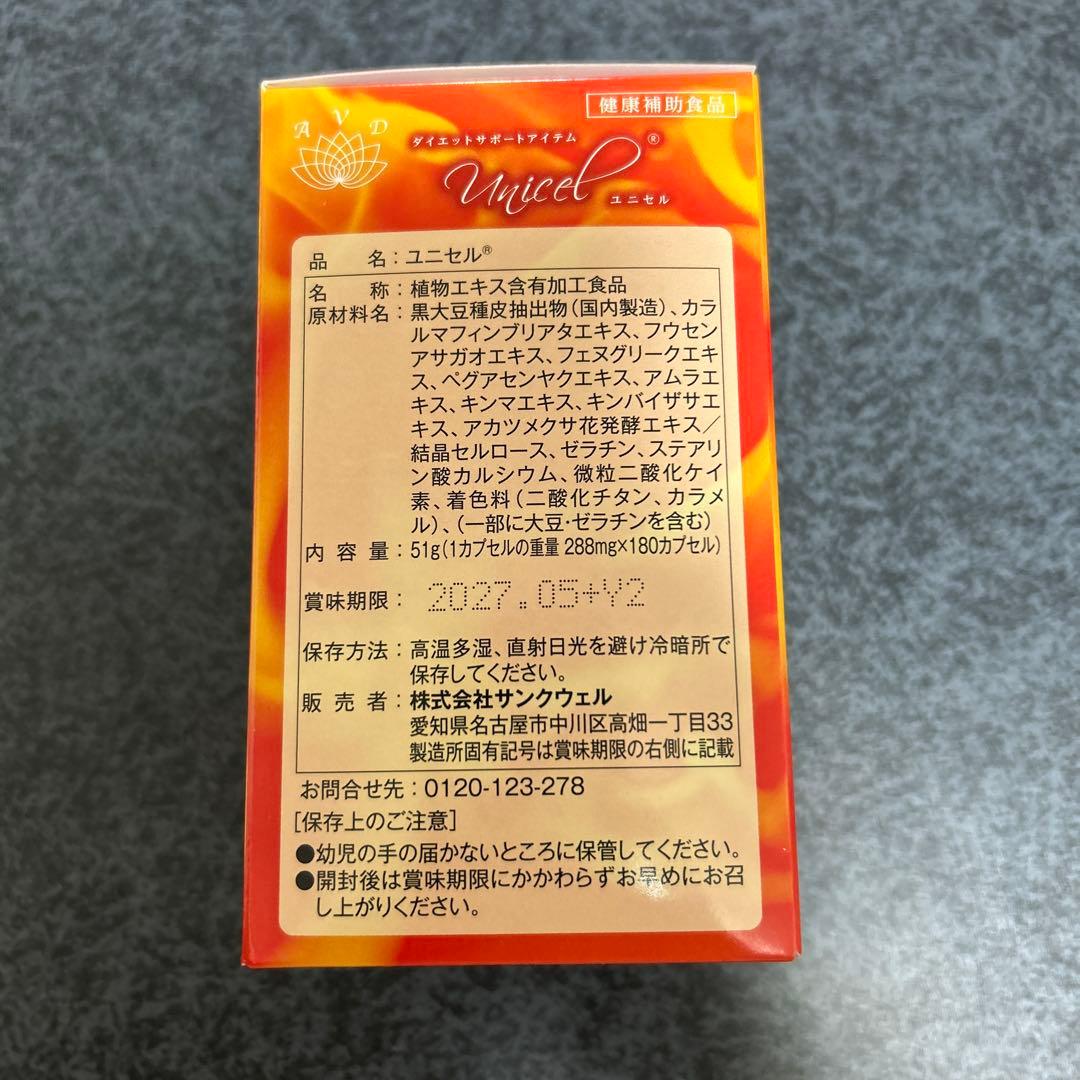 健康補助食品
AVD
ダイエットサポートアイテム
Unicel®
ユニセル
品 名：ユニセル®
名 称：植物エキス含有加工食品
原材料名：黒大豆種皮抽出物（国内製造）、カラ
ルマフィンブリアタエキス、フウセン
アサガオエキス、フェヌグリークエキ
ス、ペグアセンヤクエキス、アムラエ
キス、キンマエキス、キンバイザサエ
キス、アカツメクサ花発酵エキス／
結晶セルロース、ゼラチン、ステアリ
ン酸カルシウム、微粒二酸化ケイ
素、着色料（二酸化チタン、カラメ
ル）、（一部に大豆・ゼラチンを含む）
内容量：51g（1カプセルの重量 288mg×180カプセル）
賞味期限：2027.05+Y2
保存方法：高温多湿、直射日光を避け冷暗所で
保存してください。
販売者：株式会社サンクウェル
愛知県名古屋市中川区高畑一丁目33
製造所固有記号は賞味期限の右側に記載
お問合せ先：0120-123-278
［保存上のご注意］
●幼児の手の届かないところに保管してください。
●開封後は賞味期限にかかわらずお早めにお召
し上がりください。